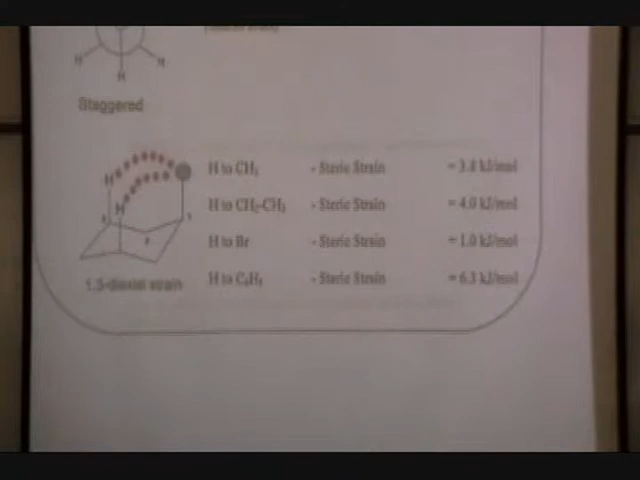 H
H
H
Staggered
H to CH₃ - Steric Strain = 3.8 kJ/mol
H
H to CH₂-CH₃ - Steric Strain = 4.0 kJ/mol
H
H to Br - Steric Strain = 1.0 kJ/mol
1,3-diaxial strain
H to C₆H₅ - Steric Strain = 6.3 kJ/mol